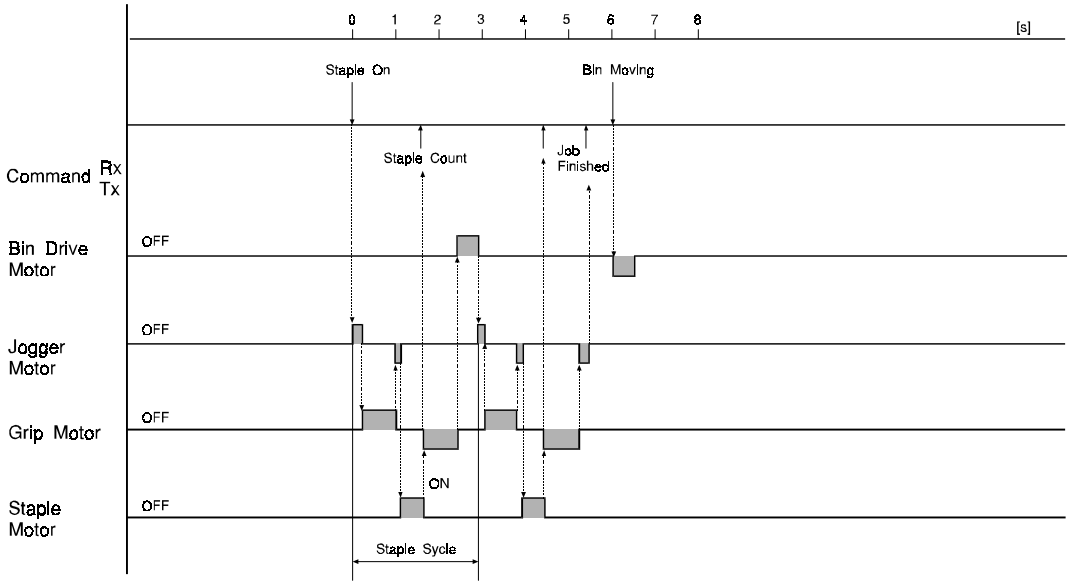 0 1 2 3 4 5 6 7 8 [s]
Staple On
Bin Moving
Staple Count
Job
Finished
Command Rx
Tx
OFF
Bin Drive
Motor
OFF
Jogger
Motor
OFF
Grip Motor
ON
OFF
Staple
Motor
Staple Sycle